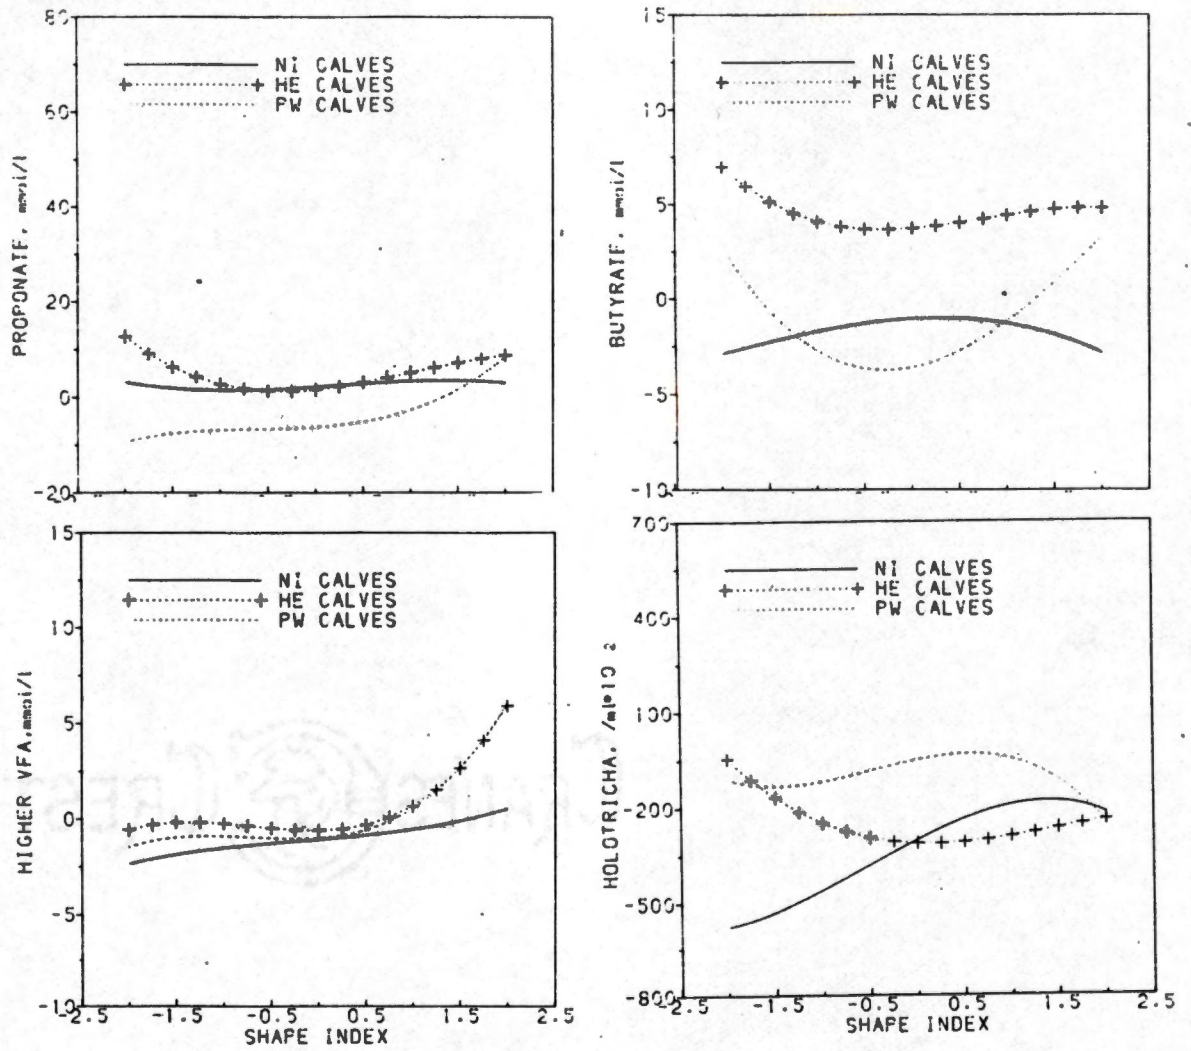 80
NI CALVES
HE CALVES
PW CALVES
60
40
20
0
-20
PROPONATE, mmol/l
15
NI CALVES
HE CALVES
PW CALVES
10
5
0
-5
-10
BUTYRATE, mmol/l
15
NI CALVES
HE CALVES
PW CALVES
10
5
0
-5
-10
HIGHER VFA,mmol/l
-2.5 -1.5 -0.5 0.5 1.5 2.5
SHAPE INDEX
700
NI CALVES
HE CALVES
PW CALVES
400
100
-200
-500
-800
HOLOTRICHA, /ml*10 2
-2.5 -1.5 -0.5 0.5 1.5 2.5
SHAPE INDEX